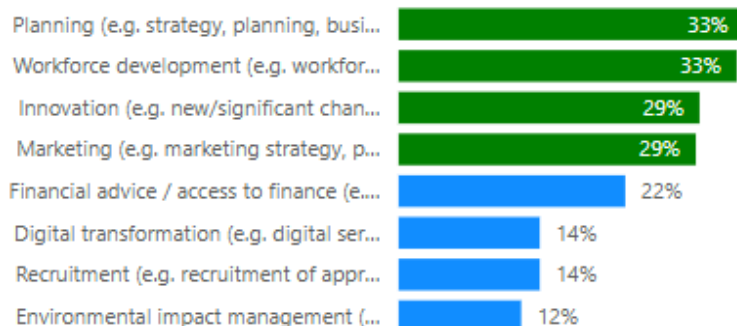 Planning (e.g. strategy, planning, busi... 33%
Workforce development (e.g. workfor... 33%
Innovation (e.g. new/significant chan... 29%
Marketing (e.g. marketing strategy, p... 29%
Financial advice / access to finance (e.... 22%
Digital transformation (e.g. digital ser... 14%
Recruitment (e.g. recruitment of appr... 14%
Environmental impact management (... 12%